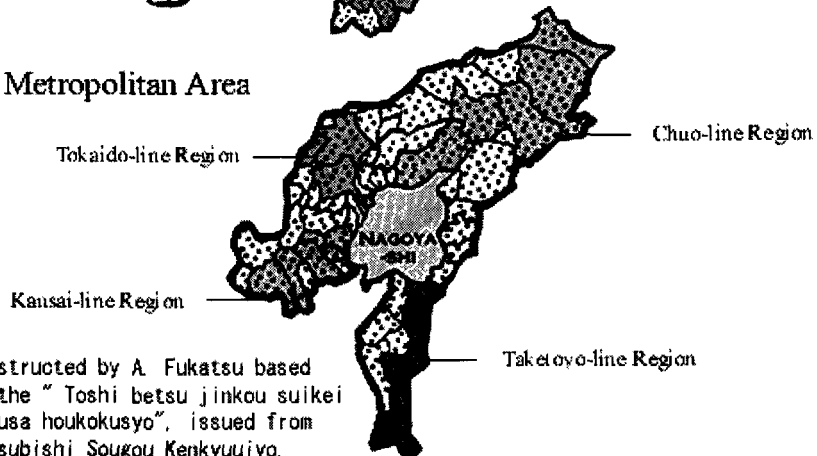 Metropolitan Area
Chuo-line Region
Tokaido-line Region
NAGOYA
-SHI
Kansai-line Region
Taketoyo-line Region
structed by A. Fukatsu based
the " Toshi betsu jinkou suikei
usa houkokusyo", issued from
subishi Sougou Kenkyuujyo.